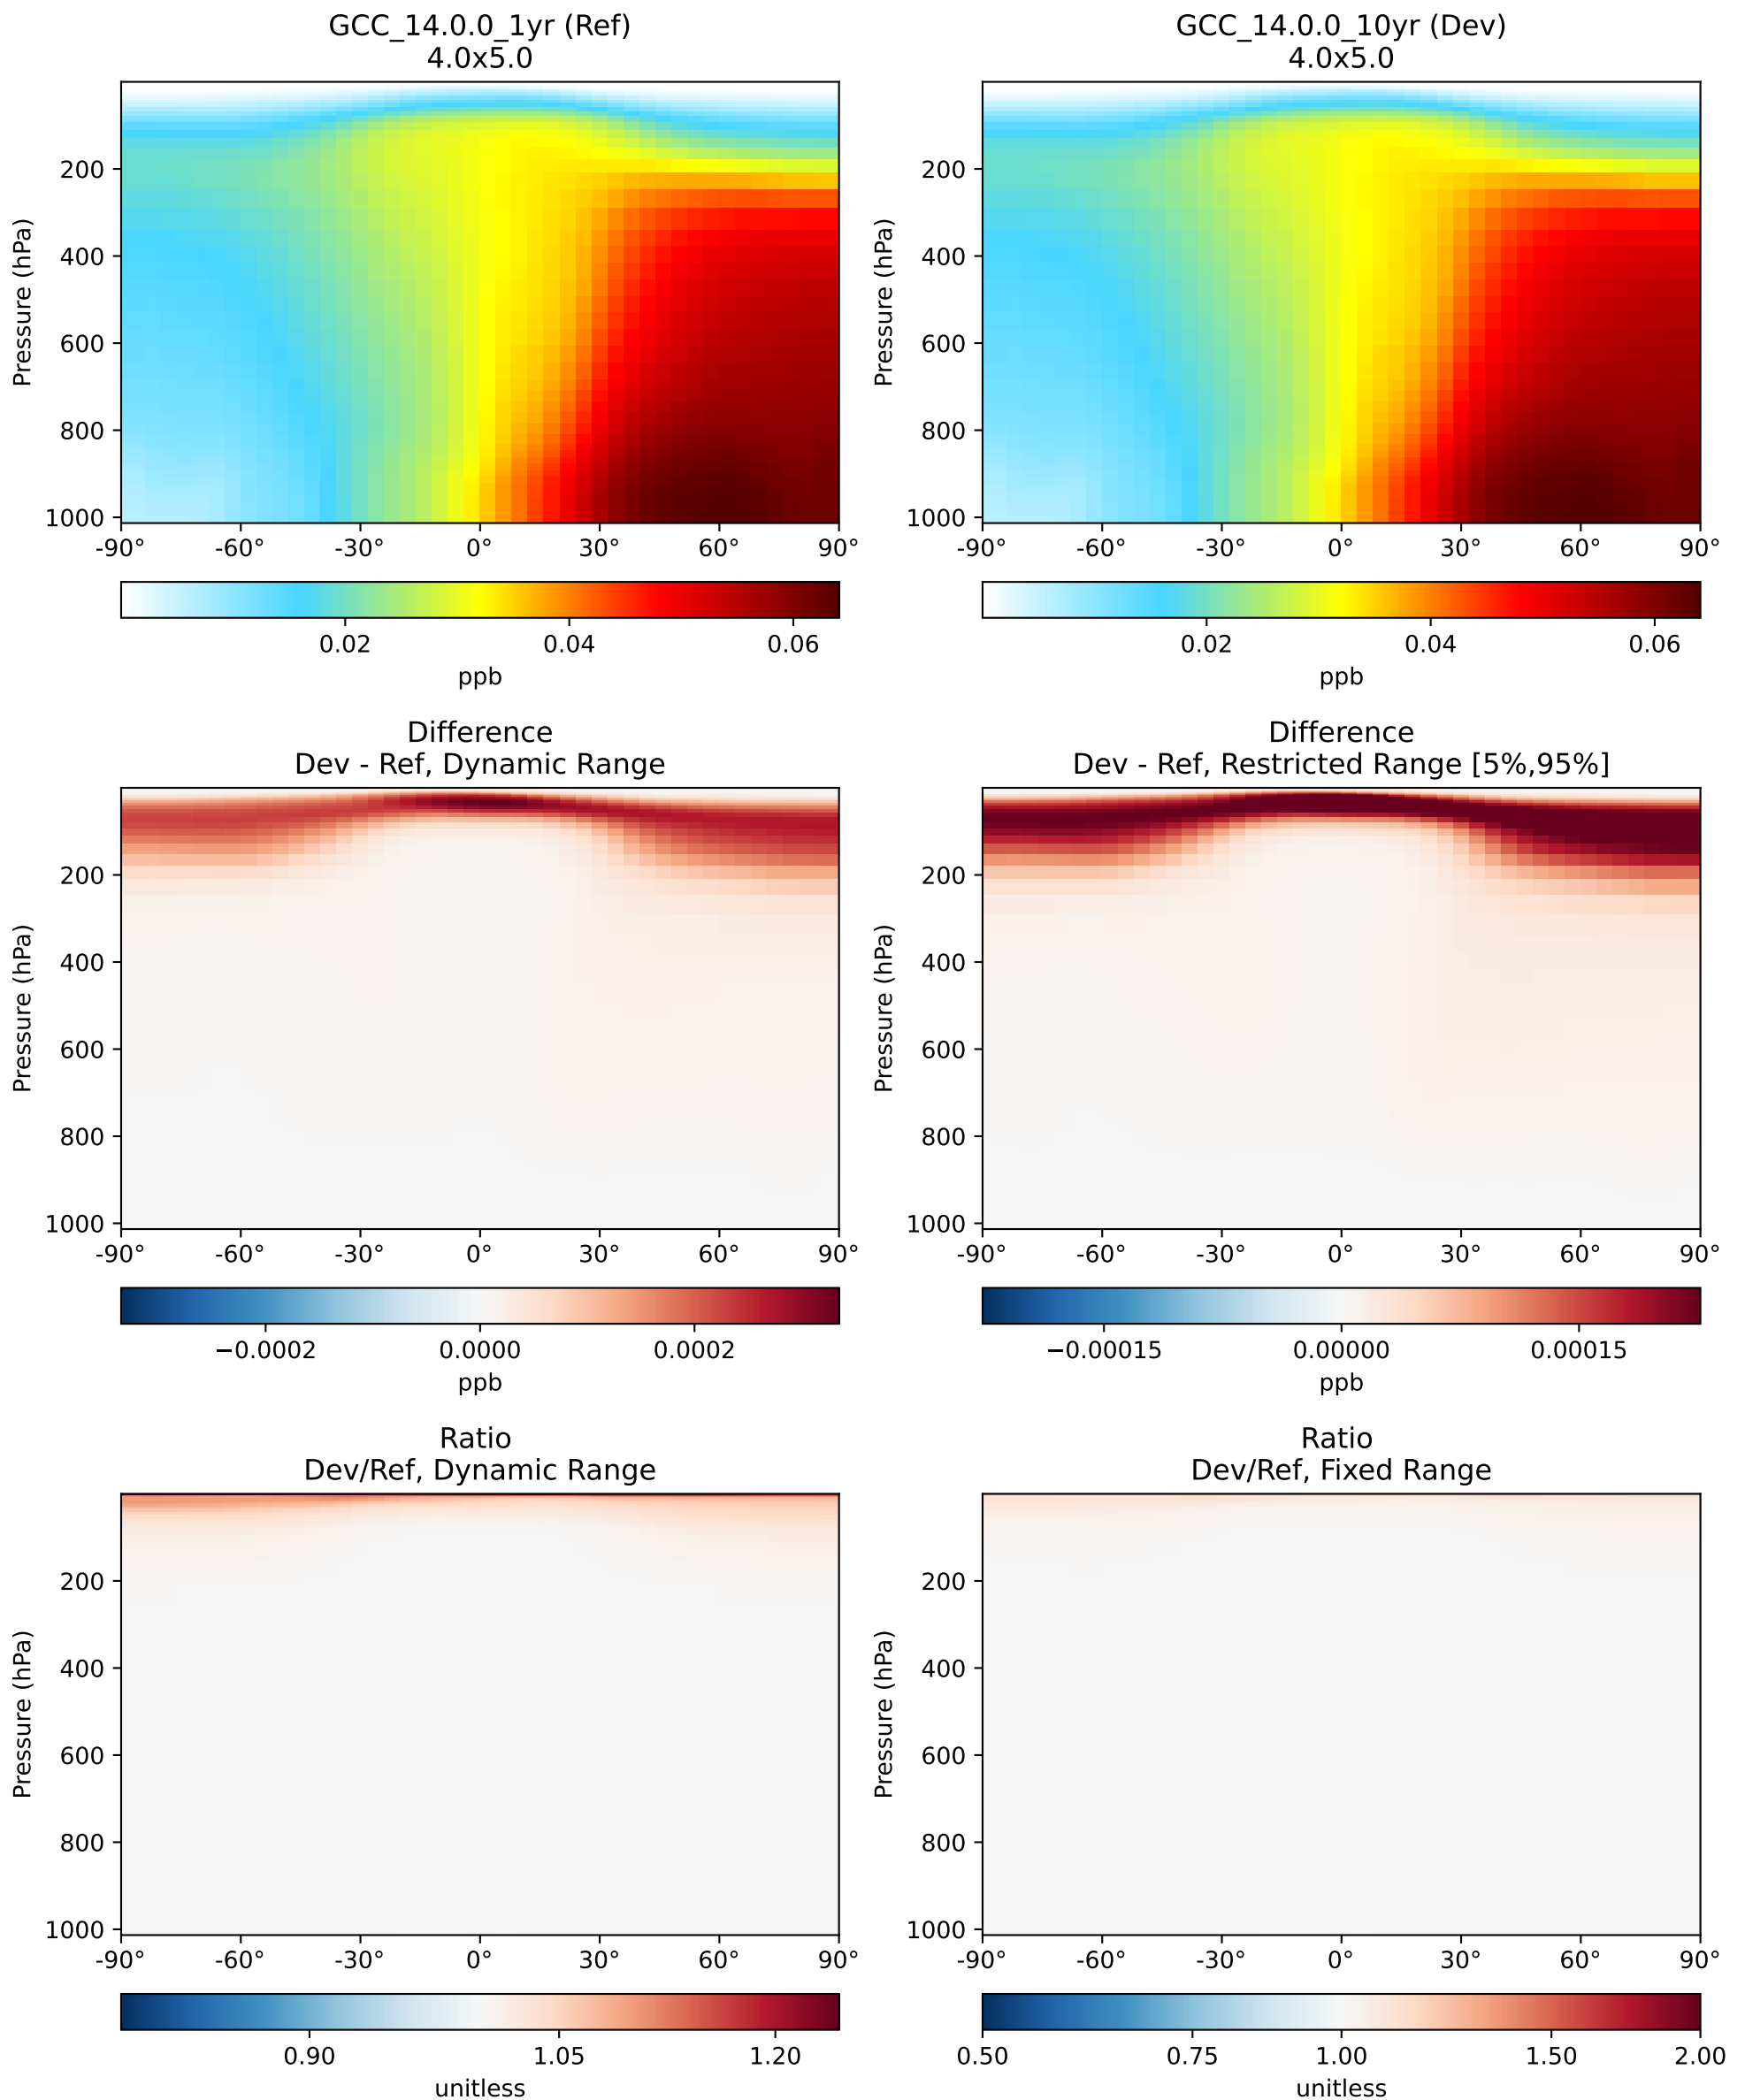 GCC_14.0.0_1yr (Ref)
4.0x5.0
Pressure (hPa)
200
400
600
800
1000
-90° -60° -30° 0° 30° 60° 90°
0.02 0.04 0.06
ppb
GCC_14.0.0_10yr (Dev)
4.0x5.0
Pressure (hPa)
200
400
600
800
1000
-90° -60° -30° 0° 30° 60° 90°
0.02 0.04 0.06
ppb
Difference
Dev - Ref, Dynamic Range
Pressure (hPa)
200
400
600
800
1000
-90° -60° -30° 0° 30° 60° 90°
−0.0002 0.0000 0.0002
ppb
Difference
Dev - Ref, Restricted Range [5%,95%]
Pressure (hPa)
200
400
600
800
1000
-90° -60° -30° 0° 30° 60° 90°
−0.00015 0.00000 0.00015
ppb
Ratio
Dev/Ref, Dynamic Range
Pressure (hPa)
200
400
600
800
1000
-90° -60° -30° 0° 30° 60° 90°
0.90 1.05 1.20
unitless
Ratio
Dev/Ref, Fixed Range
Pressure (hPa)
200
400
600
800
1000
-90° -60° -30° 0° 30° 60° 90°
0.50 0.75 1.00 1.50 2.00
unitless